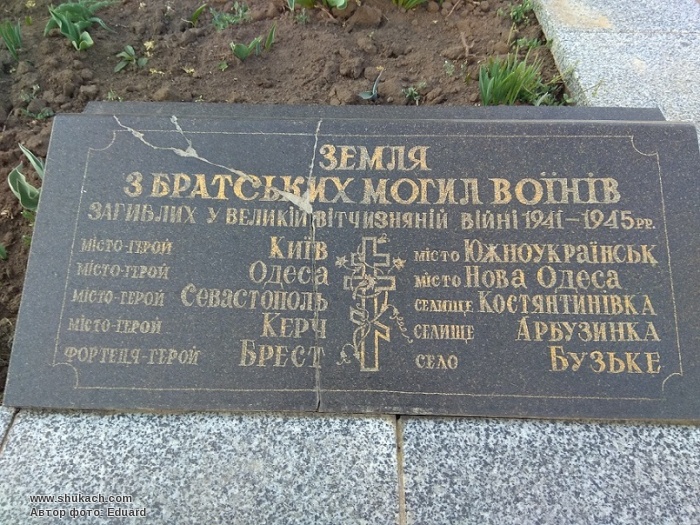 ЗЕМЛЯ
З БРАТСЬКИХ МОГИЛ ВОЇНІВ
ЗАГИБЛИХ У ВЕЛИКІЙ ВІТЧИЗНЯНІЙ ВІЙНІ 1941-1945РР.
МІСТО-ГЕРОЙ КИЇВ
МІСТО-ГЕРОЙ ОДЕСА
МІСТО-ГЕРОЙ СЕВАСТОПОЛЬ
МІСТО-ГЕРОЙ КЕРЧ
ФОРТЕЦЯ-ГЕРОЙ БРЕСТ
МІСТО ЮЖНОУКРАЇНСЬК
МІСТО НОВА ОДЕСА
СЕЛИЩЕ КОСТЯНТИНІВКА
СЕЛИЩЕ АРБУЗИНКА
СЕЛО БУЗЬКЕ
www.shukach.com
Автор фото: Eduard